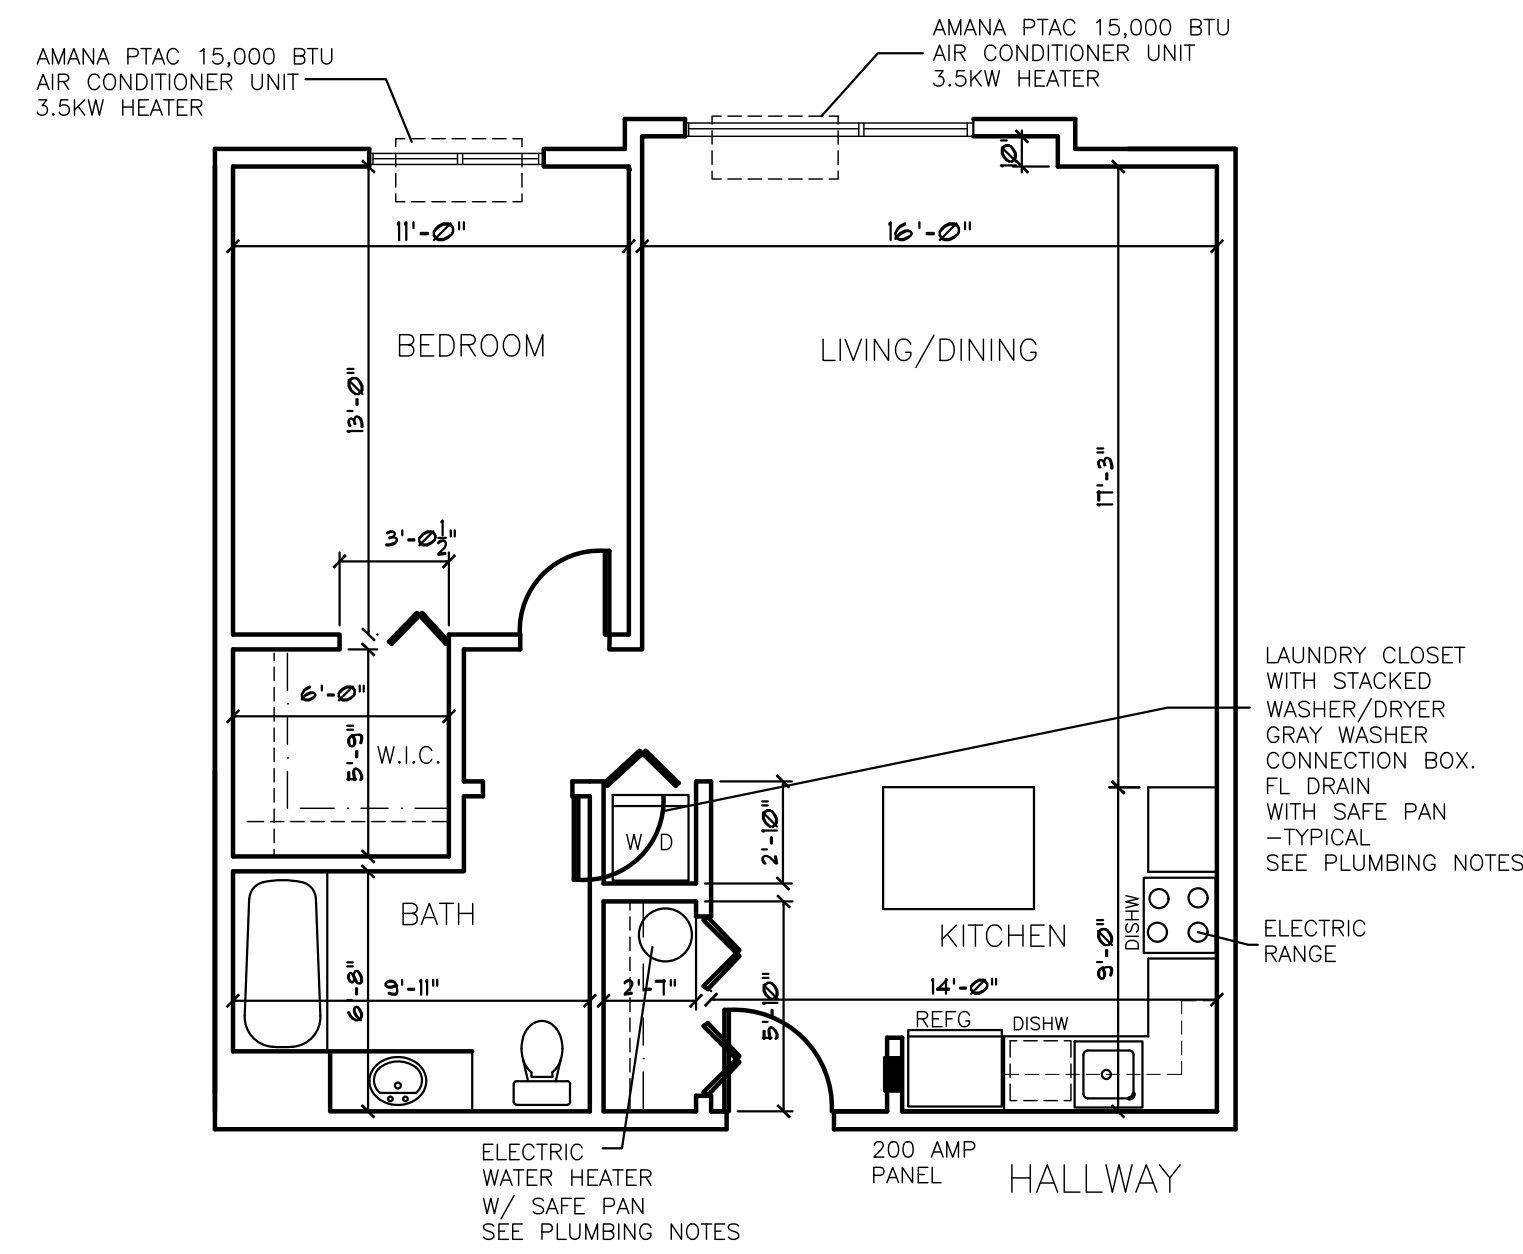 AMANA PTAC 15,000 BTU
AIR CONDITIONER UNIT
3.5KW HEATER
AMANA PTAC 15,000 BTU
AIR CONDITIONER UNIT
3.5KW HEATER
1'0"
11'-0"
16'-0"
BEDROOM
LIVING/DINING
13'-0"
17'-3"
3'-0 1/2"
LAUNDRY CLOSET
WITH STACKED
WASHER/DRYER
GRAY WASHER
CONNECTION BOX.
FL DRAIN
WITH SAFE PAN
-TYPICAL
SEE PLUMBING NOTES
6'-0"
5'-9"
W.I.C.
2'-10"
W D
BATH
KITCHEN
DISHW
ELECTRIC
RANGE
9'-0"
6'-8"
9'-11"
2'-7"
5'-10"
14'-0"
REFG
DISHW
ELECTRIC
WATER HEATER
W/ SAFE PAN
SEE PLUMBING NOTES
200 AMP
PANEL
HALLWAY